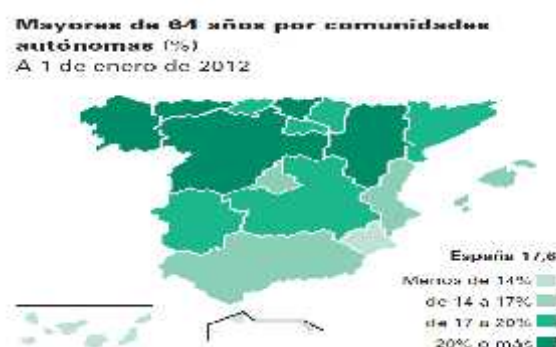 Mayores de 64 años por comunidades
autónomas (%)
A 1 de enero de 2012
España 17,6
Menos de 14%
de 14 a 17%
de 17 a 20%
20% o más